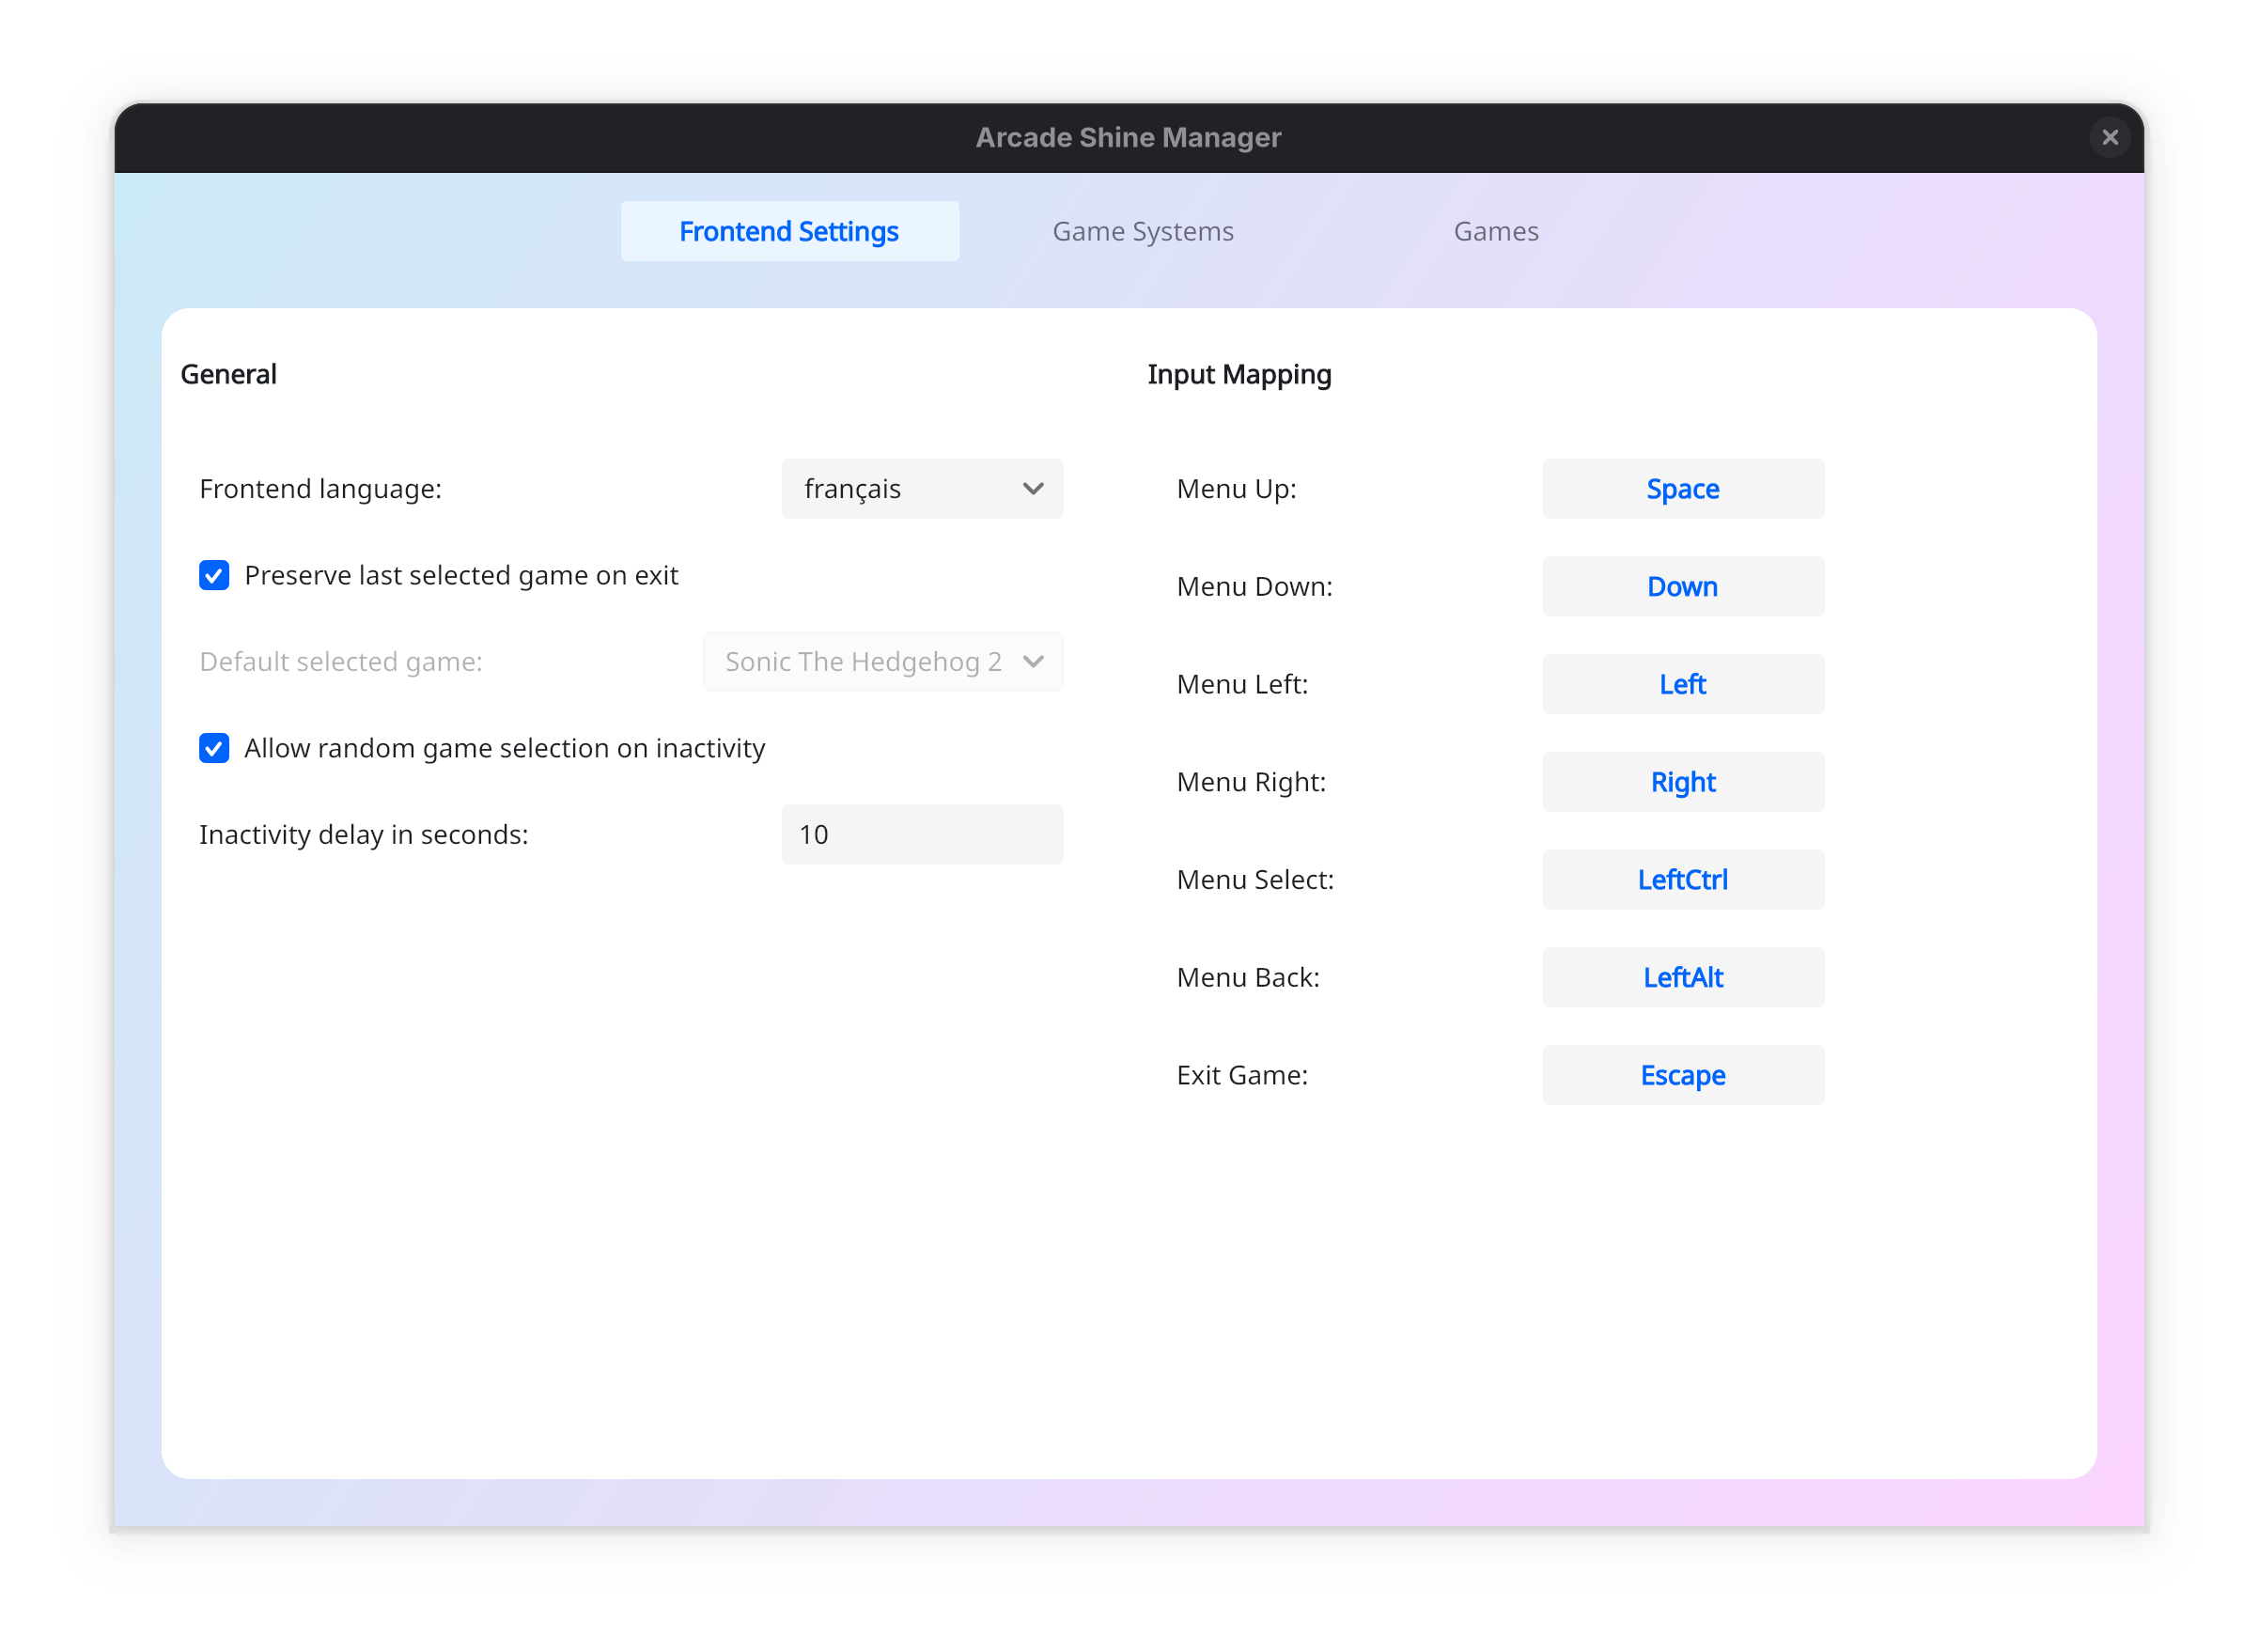 Arcade Shine Manager
Frontend Settings
Game Systems
Games
General
Frontend language:
français
Preserve last selected game on exit
Default selected game:
Sonic The Hedgehog 2
Allow random game selection on inactivity
Inactivity delay in seconds:
10
Input Mapping
Menu Up:
Space
Menu Down:
Down
Menu Left:
Left
Menu Right:
Right
Menu Select:
LeftCtrl
Menu Back:
LeftAlt
Exit Game:
Escape